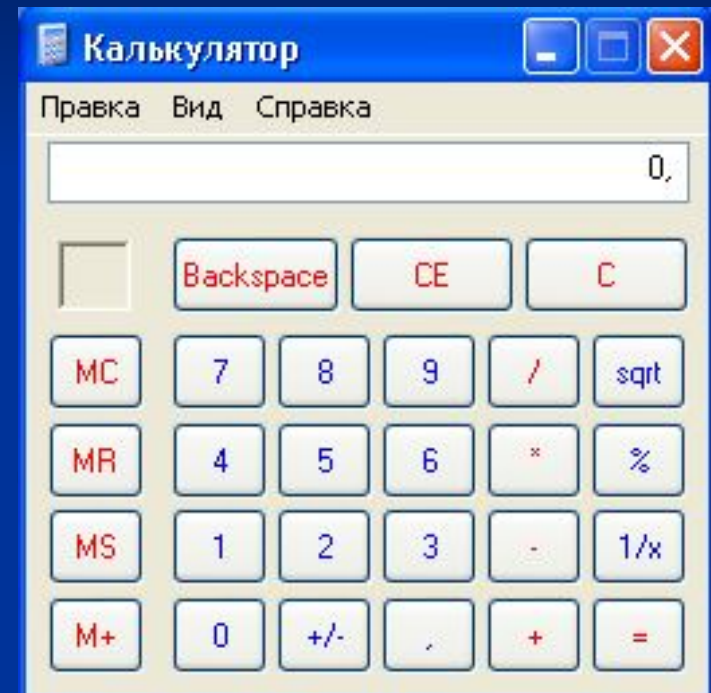 Калькулятор
Правка Вид Справка
0,
Backspace CE C
MC 7 8 9 / sqrt
MR 4 5 6 * %
MS 1 2 3 - 1/x
M+ 0 +/- , + =